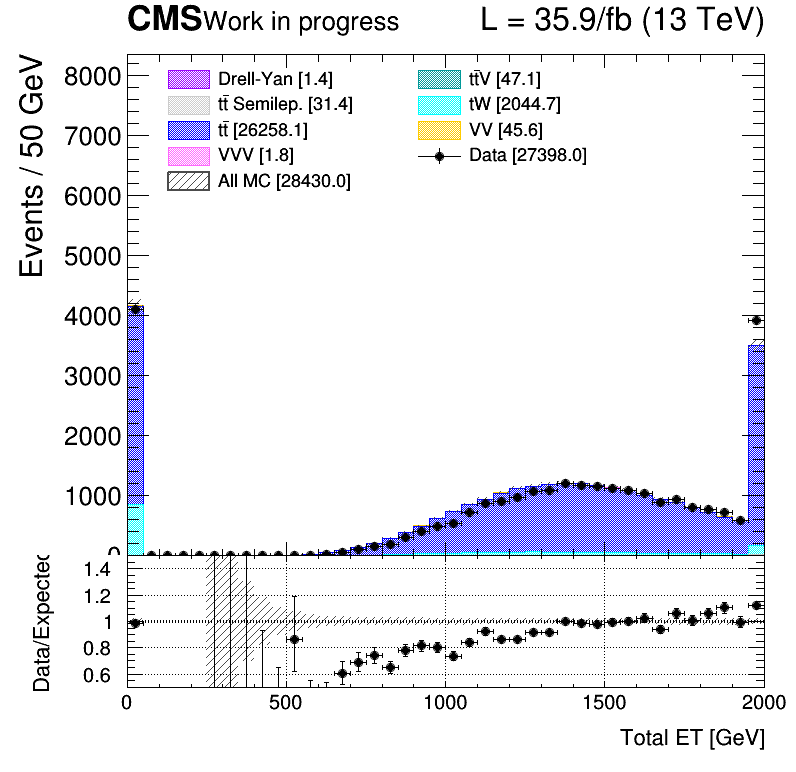 CMS Work in progress L = 35.9/fb (13 TeV)
Events / 50 GeV
8000
7000
6000
5000
4000
3000
2000
1000
0
Drell-Yan [1.4]
tt̄ Semilep. [31.4]
tt̄ [26258.1]
VVV [1.8]
All MC [28430.0]
tt̄V [47.1]
tW [2044.7]
VV [45.6]
Data [27398.0]
Data/Expected
1.4
1.2
1
0.8
0.6
0 500 1000 1500 2000
Total ET [GeV]